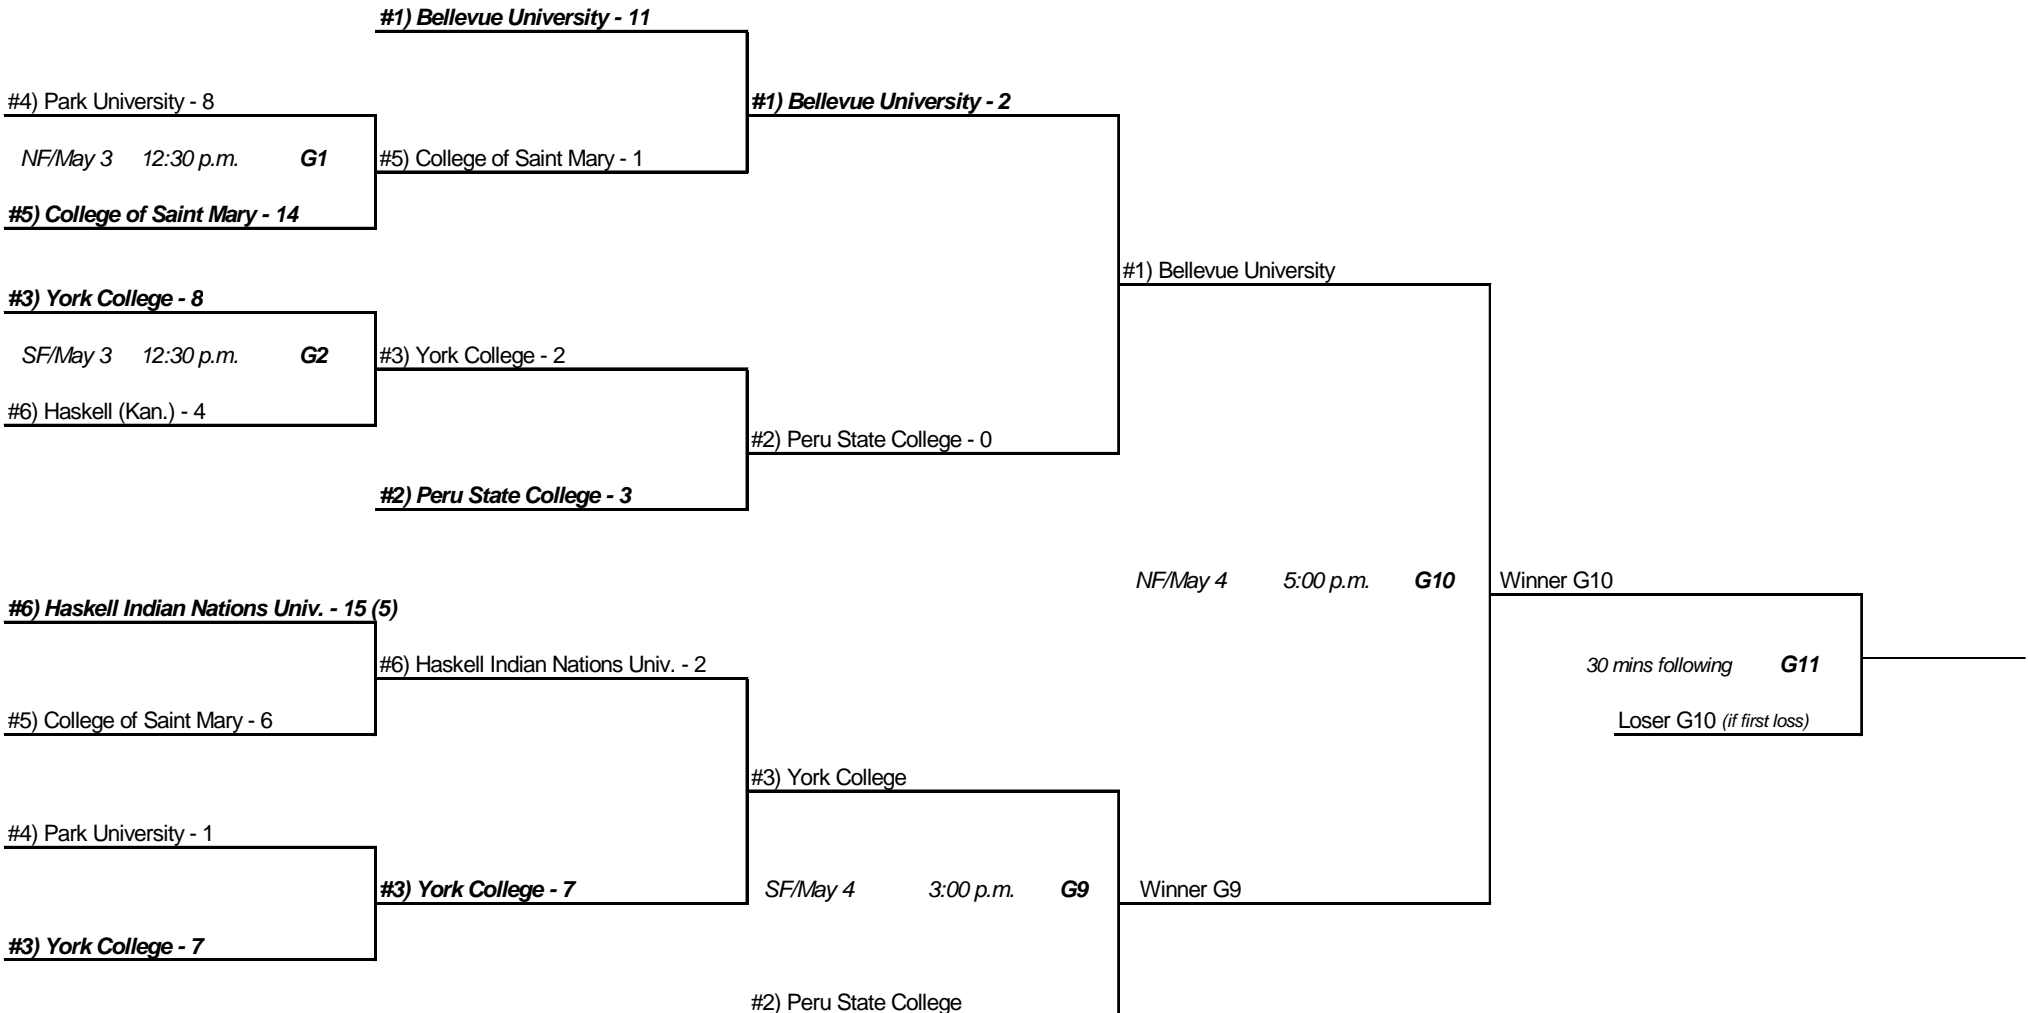 #1) Bellevue University - 11
#4) Park University - 8
#1) Bellevue University - 2
NF/May 3 12:30 p.m. G1
#5) College of Saint Mary - 1
#5) College of Saint Mary - 14
#1) Bellevue University
#3) York College - 8
SF/May 3 12:30 p.m. G2
#3) York College - 2
#6) Haskell (Kan.) - 4
#2) Peru State College - 0
#2) Peru State College - 3
NF/May 4 5:00 p.m. G10
Winner G10
#6) Haskell Indian Nations Univ. - 15 (5)
#6) Haskell Indian Nations Univ. - 2
30 mins following G11
#5) College of Saint Mary - 6
Loser G10 (if first loss)
#3) York College
#4) Park University - 1
#3) York College - 7
SF/May 4 3:00 p.m. G9
Winner G9
#3) York College - 7
#2) Peru State College